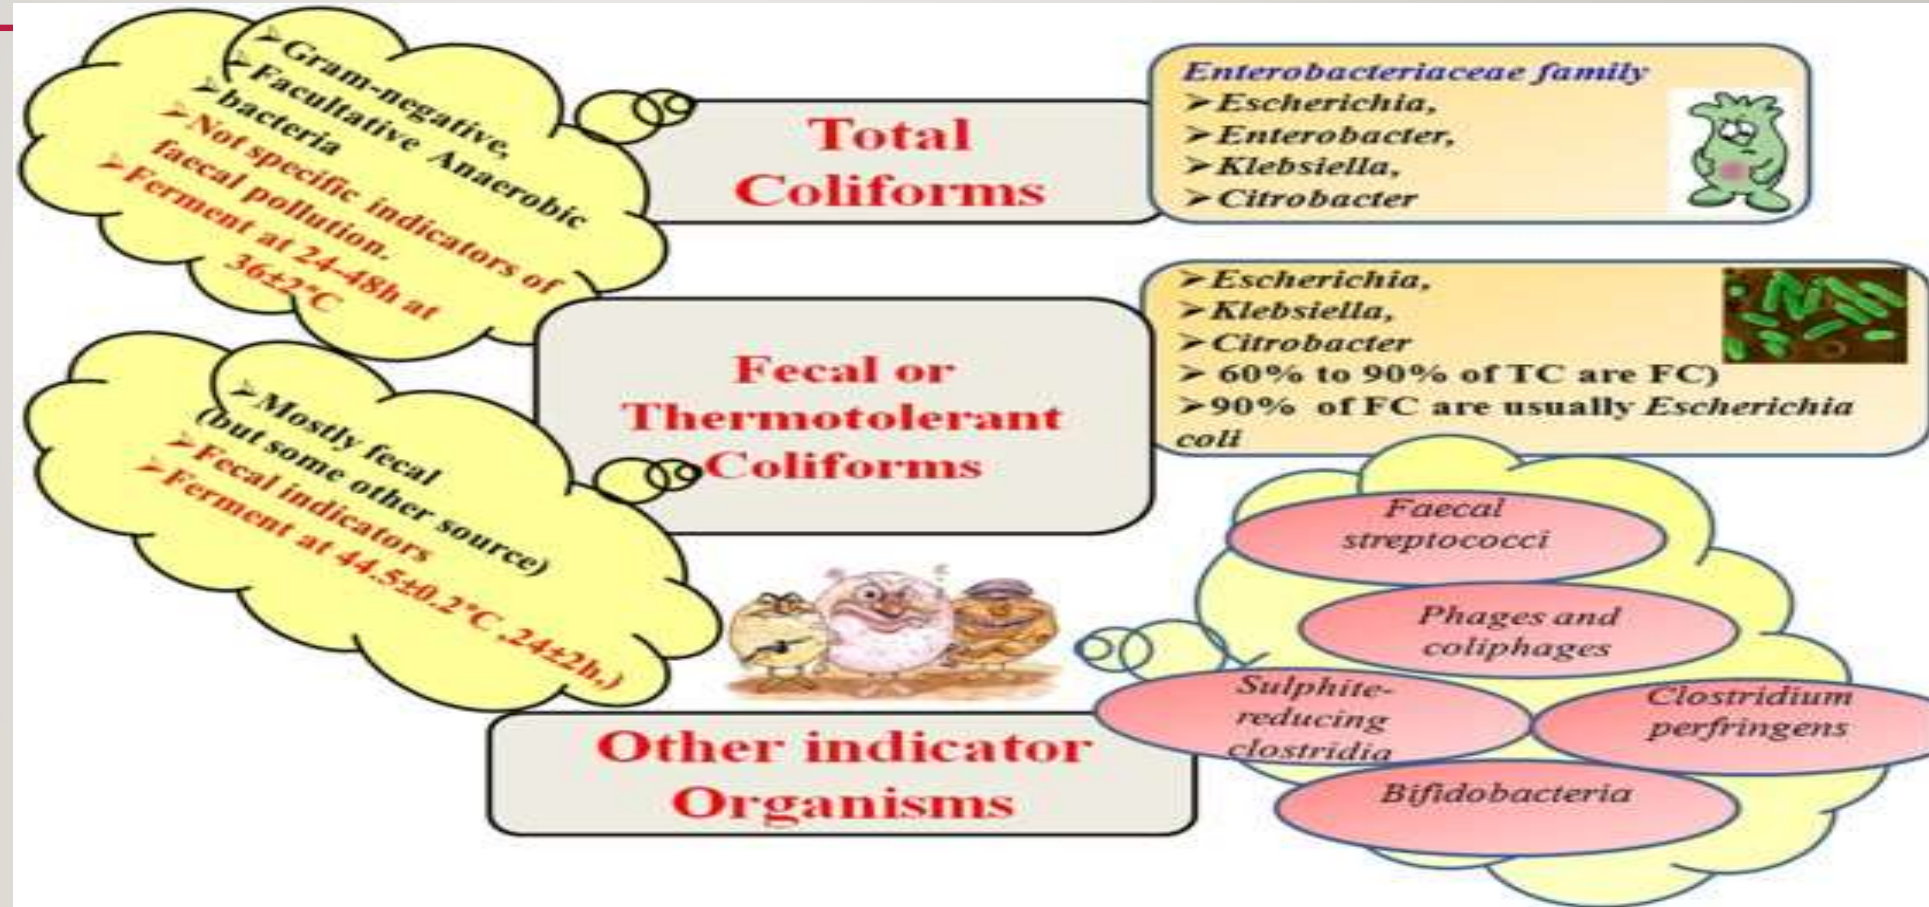 ➢Gram-negative,
➢Facultative Anaerobic
➢bacteria
➢Not specific indicators of
faecal pollution.
➢Ferment at 24-48h at
36±2°C
Total
Coliforms
Enterobacteriaceae family
➢Escherichia,
➢Enterobacter,
➢Klebsiella,
➢Citrobacter
➢Mostly fecal
(but some other source)
➢Fecal indicators
➢Ferment at 44.5±0.2°C ,24±2h,)
Fecal or
Thermotolerant
Coliforms
➢Escherichia,
➢Klebsiella,
➢Citrobacter
➢ 60% to 90% of TC are FC)
➢90% of FC are usually Escherichia
coli
Other indicator
Organisms
Faecal
streptococci
Phages and
coliphages
Sulphite-
reducing
clostridia
Clostridium
perfringens
Bifidobacteria